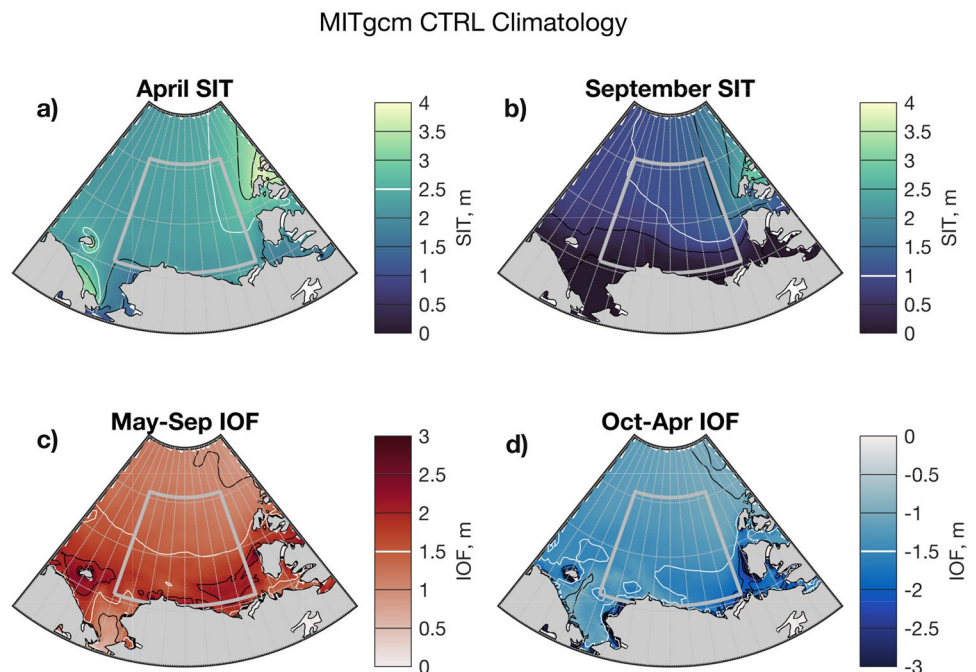 MITgcm CTRL Climatology
a)
April SIT
4
3.5
3
2.5
2
1.5
1
0.5
0
SIT, m
b)
September SIT
4
3.5
3
2.5
2
1.5
1
0.5
0
SIT, m
c)
May-Sep IOF
3
2.5
2
1.5
1
0.5
0
IOF, m
d)
Oct-Apr IOF
0
-0.5
-1
-1.5
-2
-2.5
-3
IOF, m